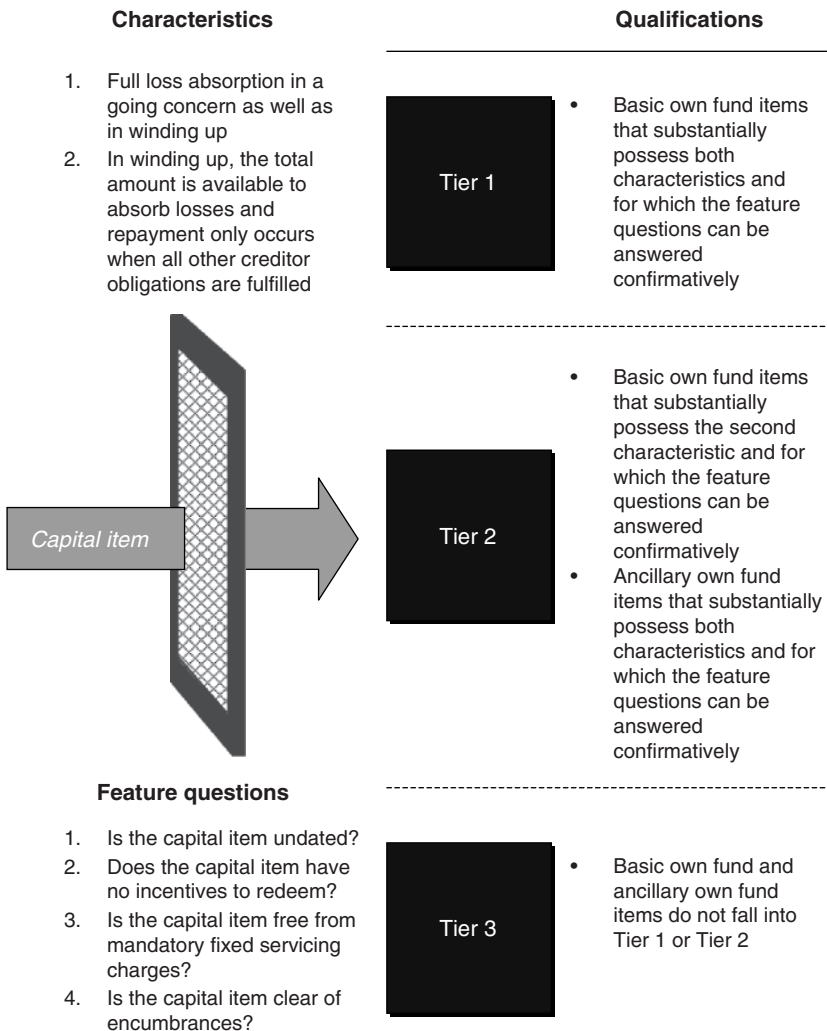 Characteristics
1. Full loss absorption in a
going concern as well as
in winding up
2. In winding up, the total
amount is available to
absorb losses and
repayment only occurs
when all other creditor
obligations are fulfilled
Capital item
Feature questions
1. Is the capital item undated?
2. Does the capital item have
no incentives to redeem?
3. Is the capital item free from
mandatory fixed servicing
charges?
4. Is the capital item clear of
encumbrances?
Qualifications
Tier 1
• Basic own fund items
that substantially
possess both
characteristics and
for which the feature
questions can be
answered
confirmatively
Tier 2
• Basic own fund items
that substantially
possess the second
characteristic and for
which the feature
questions can be
answered
confirmatively
• Ancillary own fund
items that substantially
possess both
characteristics and for
which the feature
questions can be
answered
confirmatively
Tier 3
• Basic own fund and
ancillary own fund
items do not fall into
Tier 1 or Tier 2